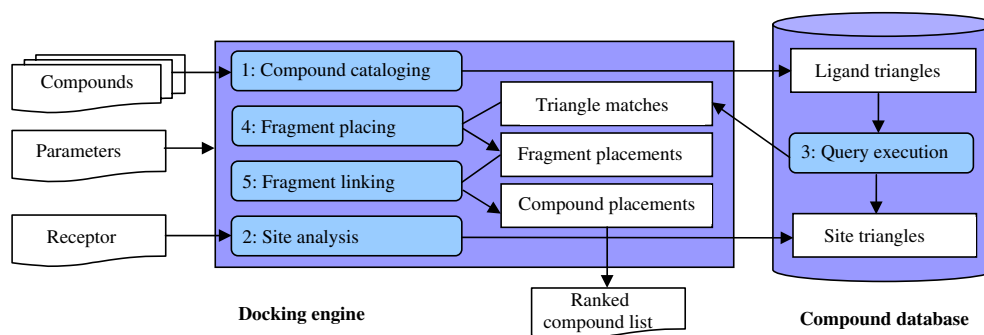 Compounds
1: Compound cataloging
Ligand triangles
Triangle matches
4: Fragment placing
Parameters
Fragment placements
3: Query execution
5: Fragment linking
Compound placements
Receptor
2: Site analysis
Site triangles
Docking engine
Ranked
compound list
Compound database